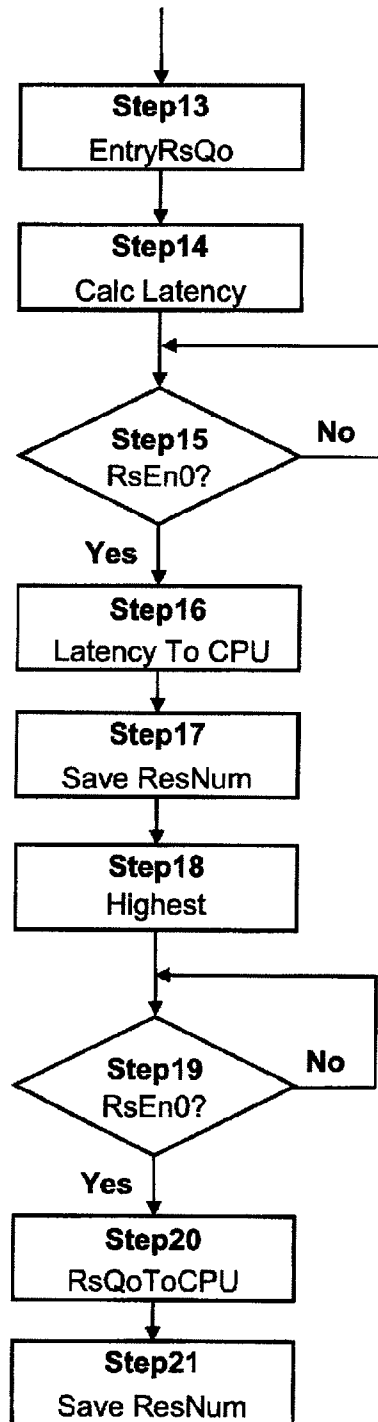 Step13
EntryRsQo
Step14
Calc Latency
Step15
RsEn0?
No
Yes
Step16
Latency To CPU
Step17
Save ResNum
Step18
Highest
Step19
RsEn0?
No
Yes
Step20
RsQoToCPU
Step21
Save ResNum